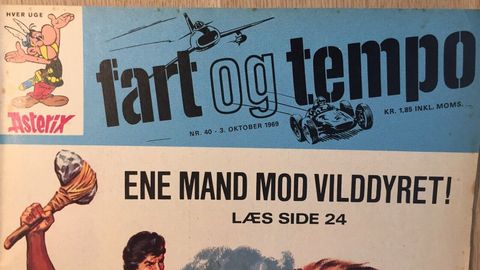 HVER UGE
Asterix
fart og tempo
NR. 40 - 3. OKTOBER 1969
KR. 1,85 INKL. MOMS.
ENE MAND MOD VILDDYRET!
LÆS SIDE 24